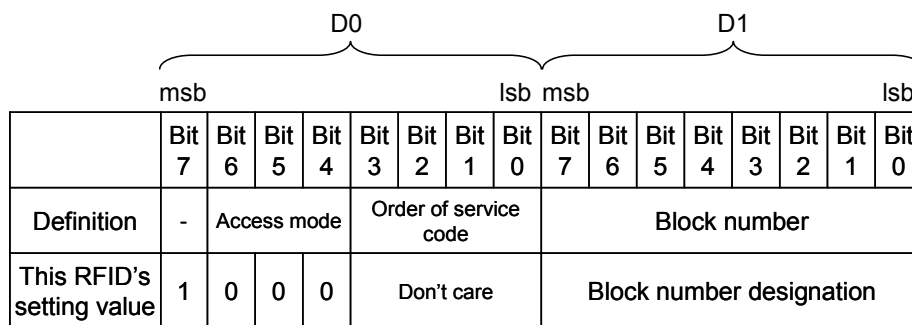 D0 D1
msb lsb msb lsb
Bit 7 Bit 6 Bit 5 Bit 4 Bit 3 Bit 2 Bit 1 Bit 0 Bit 7 Bit 6 Bit 5 Bit 4 Bit 3 Bit 2 Bit 1 Bit 0
Definition - Access mode Order of service code Block number
This RFID's setting value 1 0 0 0 Don't care Block number designation